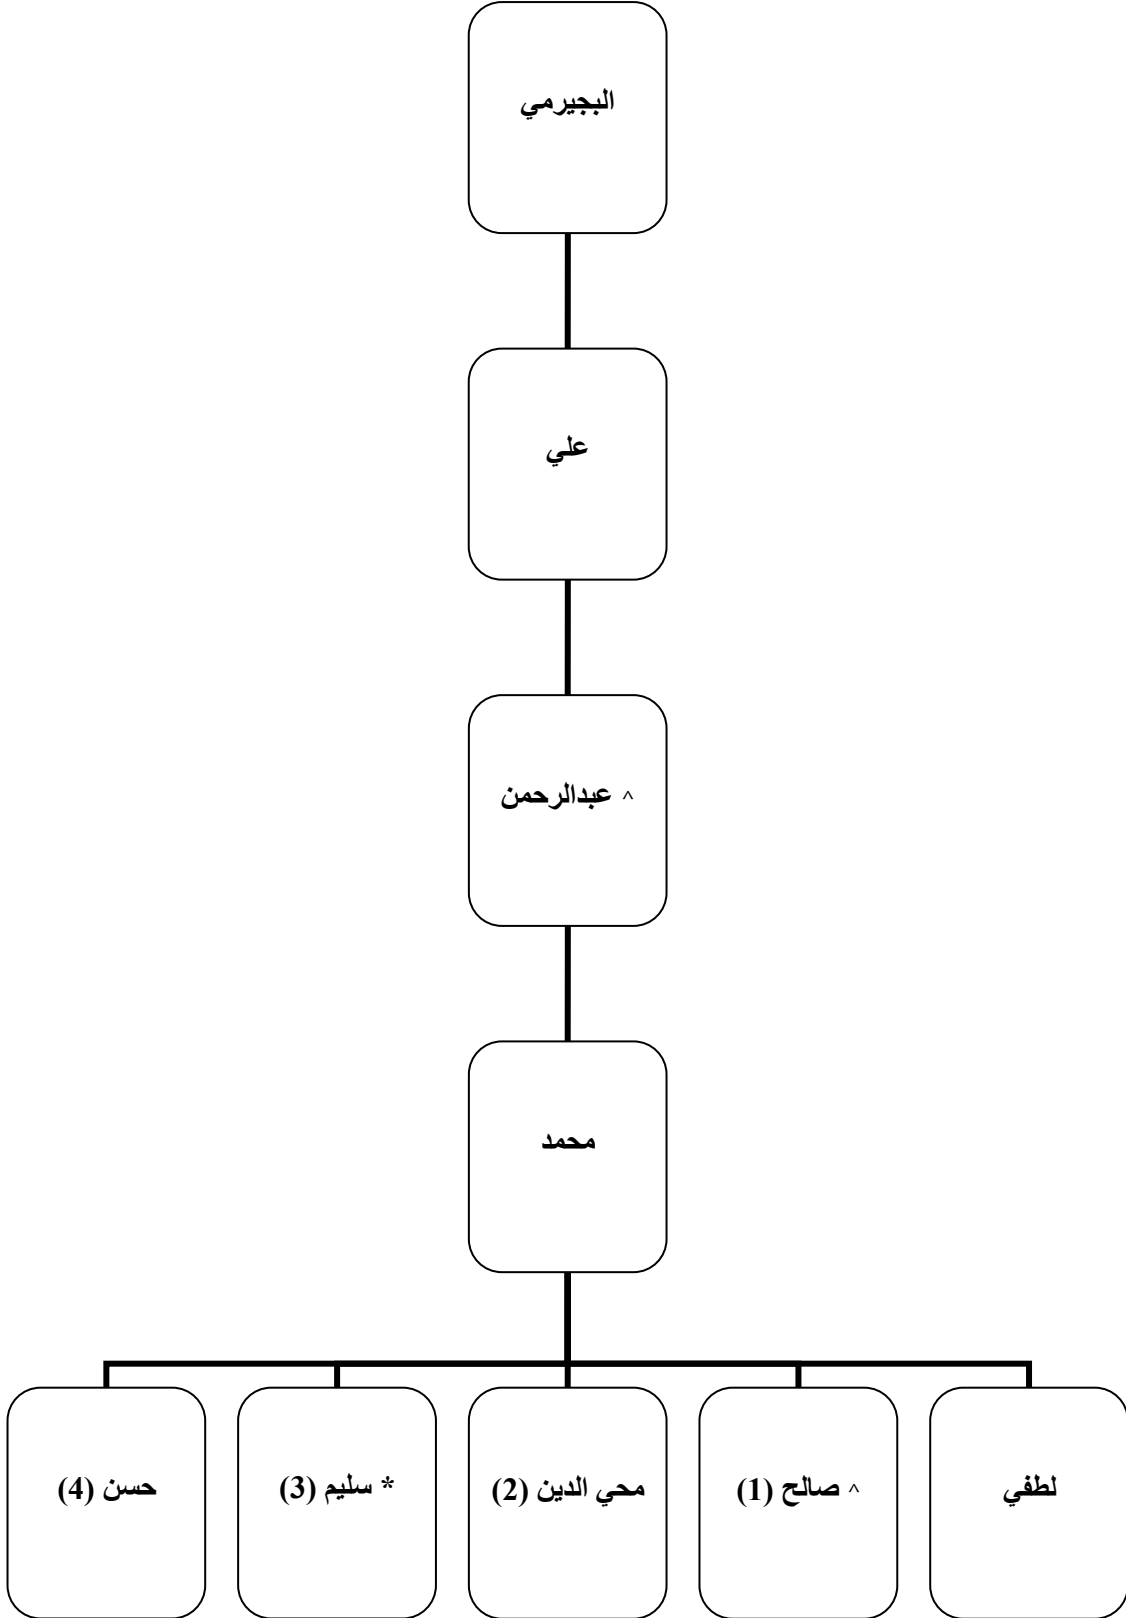 البجيرمي
علي
^ عبدالرحمن
محمد
لطفي
^ صالح (1)
محي الدين (2)
* سليم (3)
حسن (4)